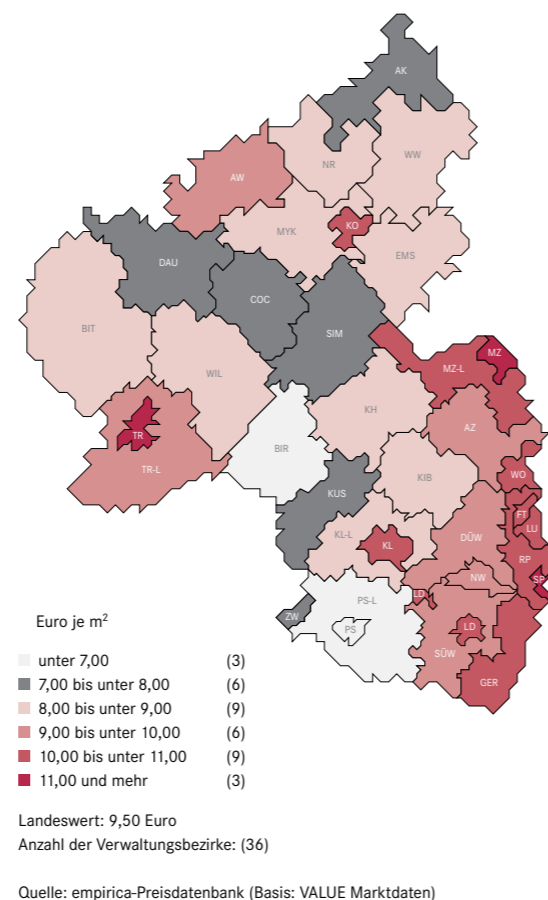 AK
NR
WW
AW
MYK
KO
EMS
DAU
COC
SIM
BIT
WIL
MZ
MZ-L
KH
AZ
TR
TR-L
BIR
WO
KUS
KIB
FT
LU
KL-L
KL
DÜW
RP
NW
SP
LD
PS-L
ZW
PS
LD
SÜW
GER
Euro je m²
unter 7,00 (3)
7,00 bis unter 8,00 (6)
8,00 bis unter 9,00 (9)
9,00 bis unter 10,00 (6)
10,00 bis unter 11,00 (9)
11,00 und mehr (3)
Landeswert: 9,50 Euro
Anzahl der Verwaltungsbezirke: (36)
Quelle: empirica-Preisdatenbank (Basis: VALUE Marktdaten)